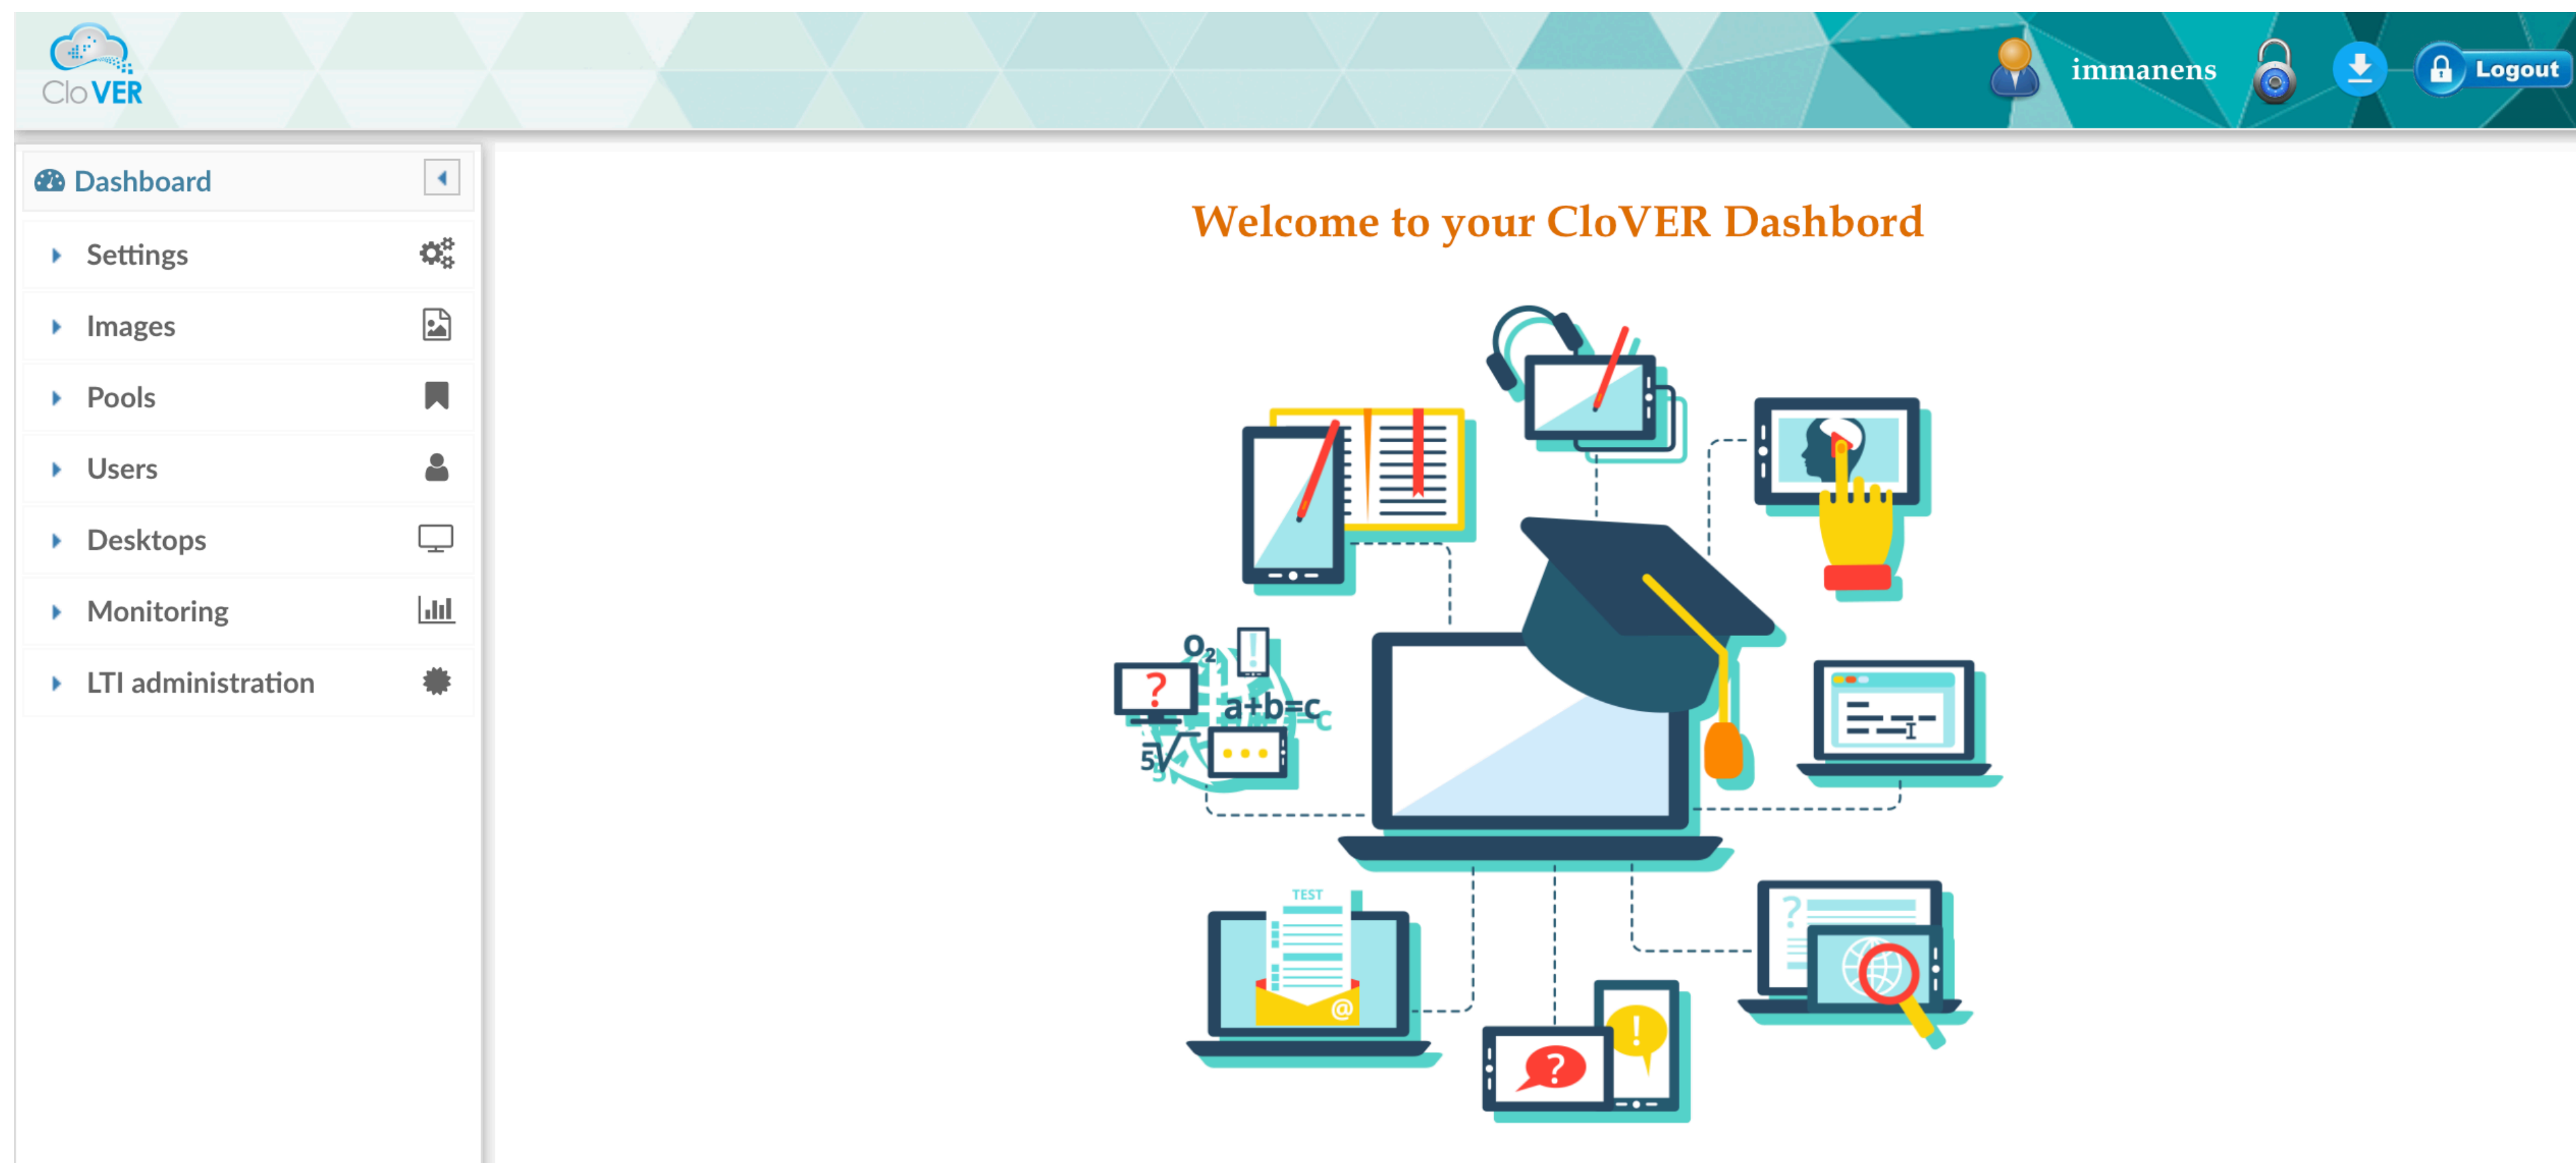 CloVER
immanens
Logout
Dashboard
Settings
Images
Pools
Users
Desktops
Monitoring
LTI administration
Welcome to your CloVER Dashbord
O₂
?
!
a+b=c
5√
?
TEST
@
?
!